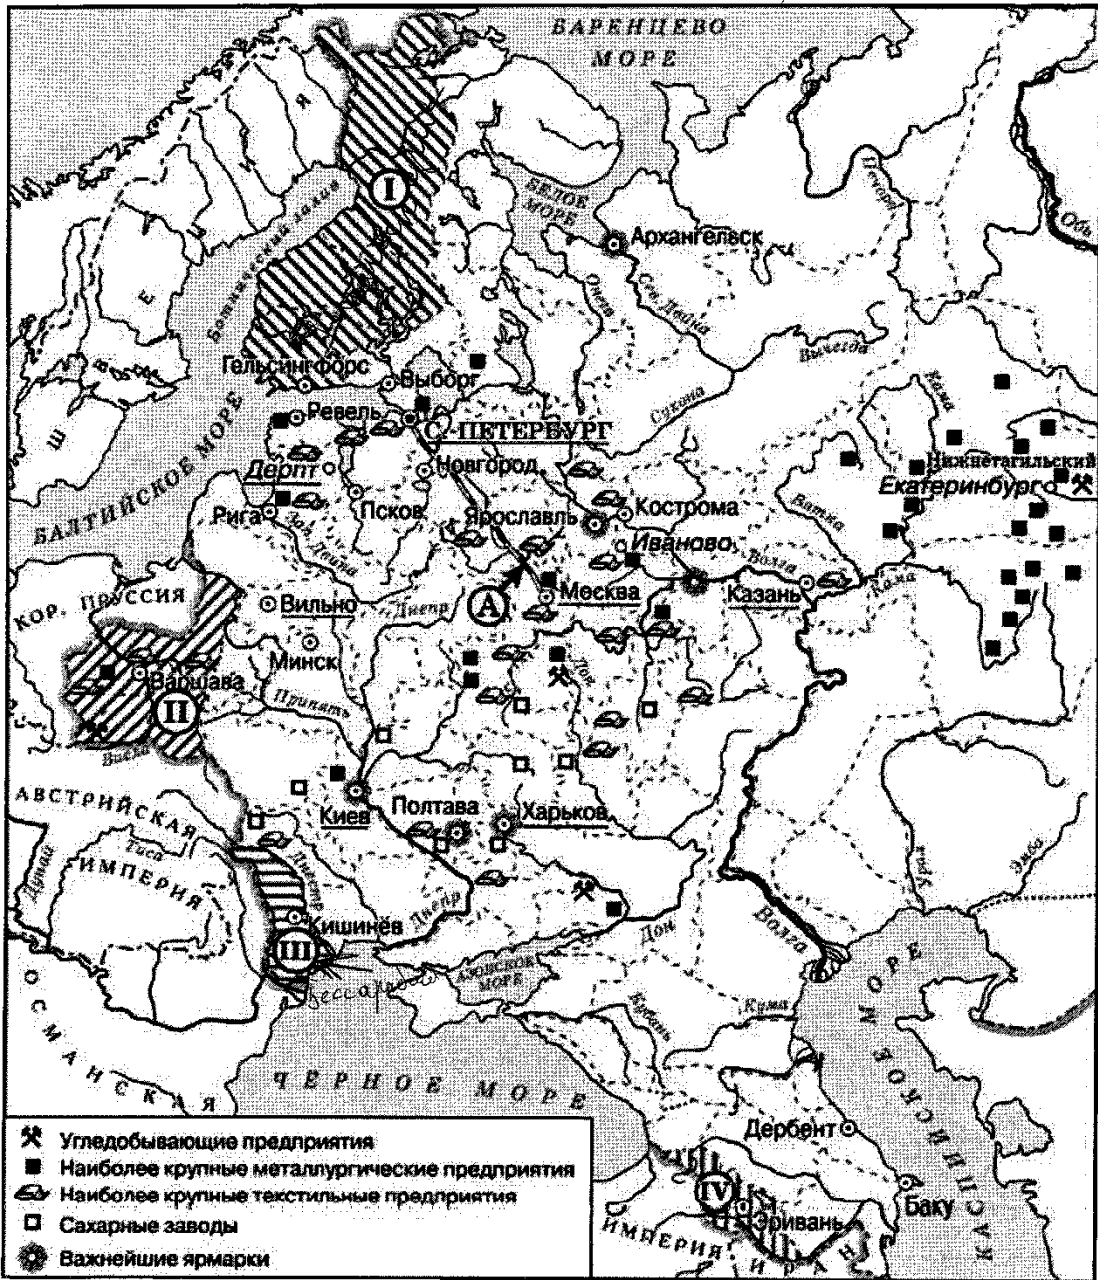 БАРЕНЦЕВО
МОРЕ
БЕЛОЕ
МОРЕ
Печора
Обь
I
Архангельск
Онега
Сев. Двина
Вычегда
Сухона
Кама
Ботнический залив
ШВЕЦИЯ
Гельсингфорс
Выборг
Ревель
С.-ПЕТЕРБУРГ
БАЛТИЙСКОЕ МОРЕ
Дерпт
Новгород
Нижнетагильский
Екатеринбург
Рига
Псков
Зап. Двина
Ярославль
Кострома
Иваново
Вятка
Волга
Кама
КОР. ПРУССИЯ
Вильно
Днепр
А
Москва
Казань
Минск
Варшава
Припять
Дон
II
Висла
АВСТРИЙСКАЯ
ИМПЕРИЯ
Тиса
Дунай
Киев
Полтава
Харьков
Днестр
Днепр
Урал
Эмба
Кишинёв
III
Бессарабия
Дон
Волга
АЗОВСКОЕ
МОРЕ
Кубань
Кума
ОСМАНСКАЯ
ЧЕРНОЕ МОРЕ
КАСПИЙСКОЕ МОРЕ
Дербент
Баку
IV
Эривань
ИМПЕРИЯ
ИРАН
Угледобывающие предприятия
Наиболее крупные металлургические предприятия
Наиболее крупные текстильные предприятия
Сахарные заводы
Важнейшие ярмарки